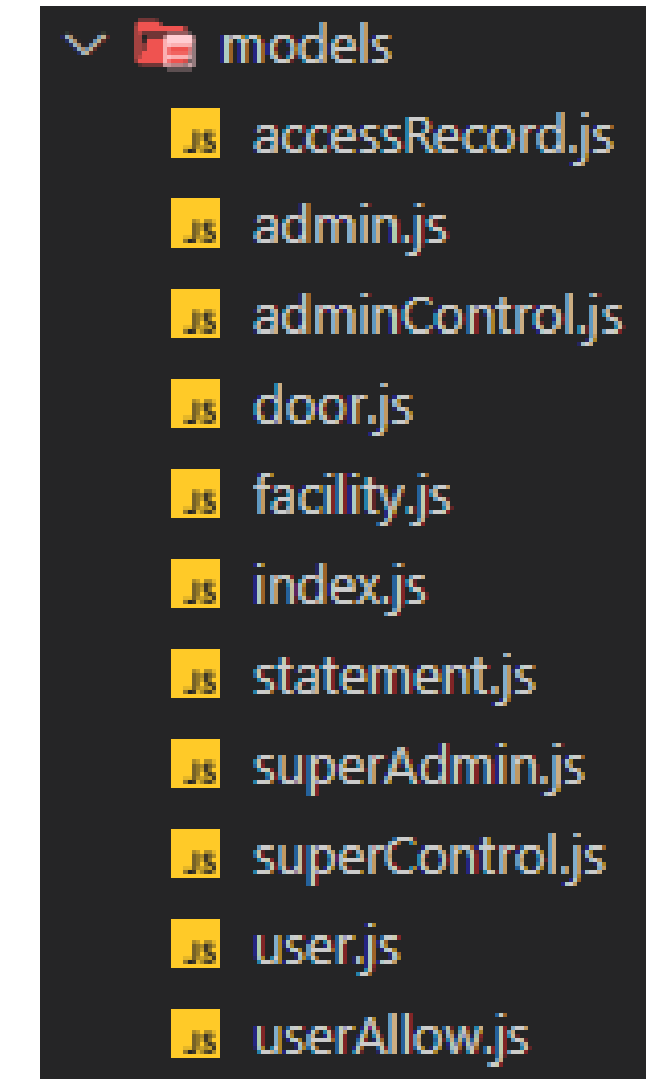 models
JS accessRecord.js
JS admin.js
JS adminControl.js
JS door.js
JS facility.js
JS index.js
JS statement.js
JS superAdmin.js
JS superControl.js
JS user.js
JS userAllow.js